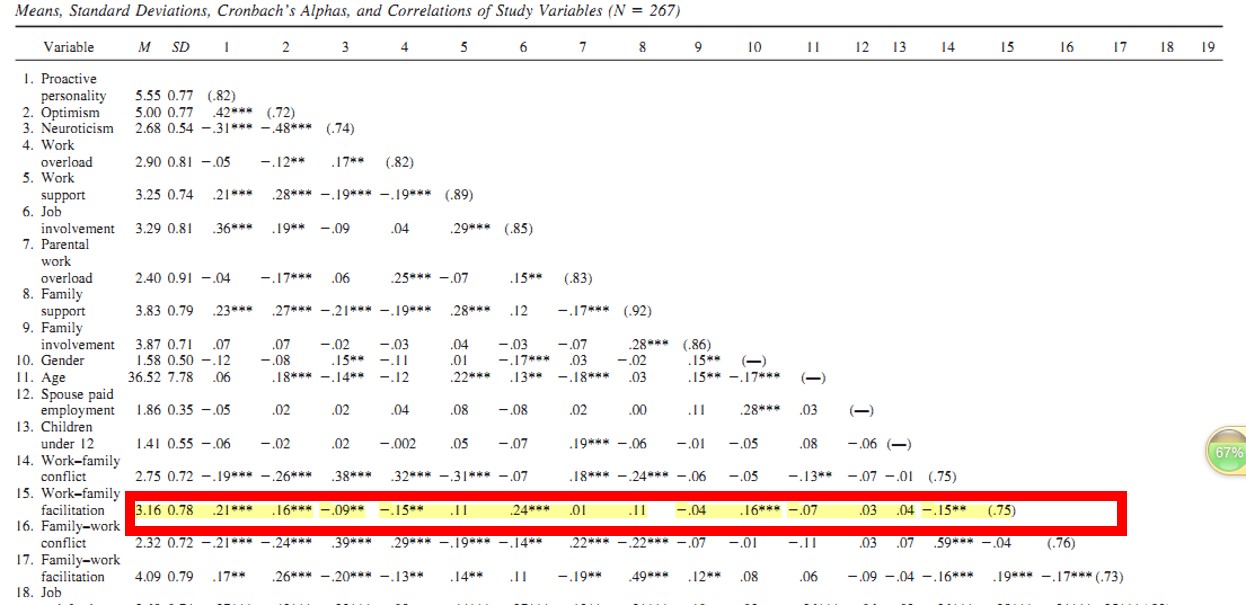 Means, Standard Deviations, Cronbach's Alphas, and Correlations of Study Variables (N = 267)
Variable M SD 1 2 3 4 5 6 7 8 9 10 11 12 13 14 15 16 17 18 19
1. Proactive
personality 5.55 0.77 (.82)
2. Optimism 5.00 0.77 .42*** (.72)
3. Neuroticism 2.68 0.54 −.31*** −.48*** (.74)
4. Work
overload 2.90 0.81 −.05 −.12** .17** (.82)
5. Work
support 3.25 0.74 .21*** .28*** −.19*** −.19*** (.89)
6. Job
involvement 3.29 0.81 .36*** .19** −.09 .04 .29*** (.85)
7. Parental
work
overload 2.40 0.91 −.04 −.17*** .06 .25*** −.07 .15** (.83)
8. Family
support 3.83 0.79 .23*** .27*** −.21*** −.19*** .28*** .12 −.17*** (.92)
9. Family
involvement 3.87 0.71 .07 .07 −.02 −.03 .04 −.03 −.07 .28*** (.86)
10. Gender 1.58 0.50 −.12 −.08 .15** −.11 .01 −.17*** .03 −.02 .15** (—)
11. Age 36.52 7.78 .06 .18*** −.14** −.12 .22*** .13** −.18*** .03 .15** −.17*** (—)
12. Spouse paid
employment 1.86 0.35 −.05 .02 .02 .04 .08 −.08 .02 .00 .11 .28*** .03 (—)
13. Children
under 12 1.41 0.55 −.06 −.02 .02 −.002 .05 −.07 .19*** −.06 −.01 −.05 .08 −.06 (—)
14. Work–family
conflict 2.75 0.72 −.19*** −.26*** .38*** .32*** −.31*** −.07 .18*** −.24*** −.06 −.05 −.13** −.07 −.01 (.75)
15. Work–family
facilitation 3.16 0.78 .21*** .16*** −.09** −.15** .11 .24*** .01 .11 −.04 .16*** −.07 .03 .04 −.15** (.75)
16. Family–work
conflict 2.32 0.72 −.21*** −.24*** .39*** .29*** −.19*** −.14** .22*** −.22*** −.07 −.01 −.11 .03 .07 .59*** −.04 (.76)
17. Family–work
facilitation 4.09 0.79 .17** .26*** −.20*** −.13** .14** .11 −.19** .49*** .12** .08 .06 −.09 −.04 −.16*** .19*** −.17*** (.73)
18. Job
67%